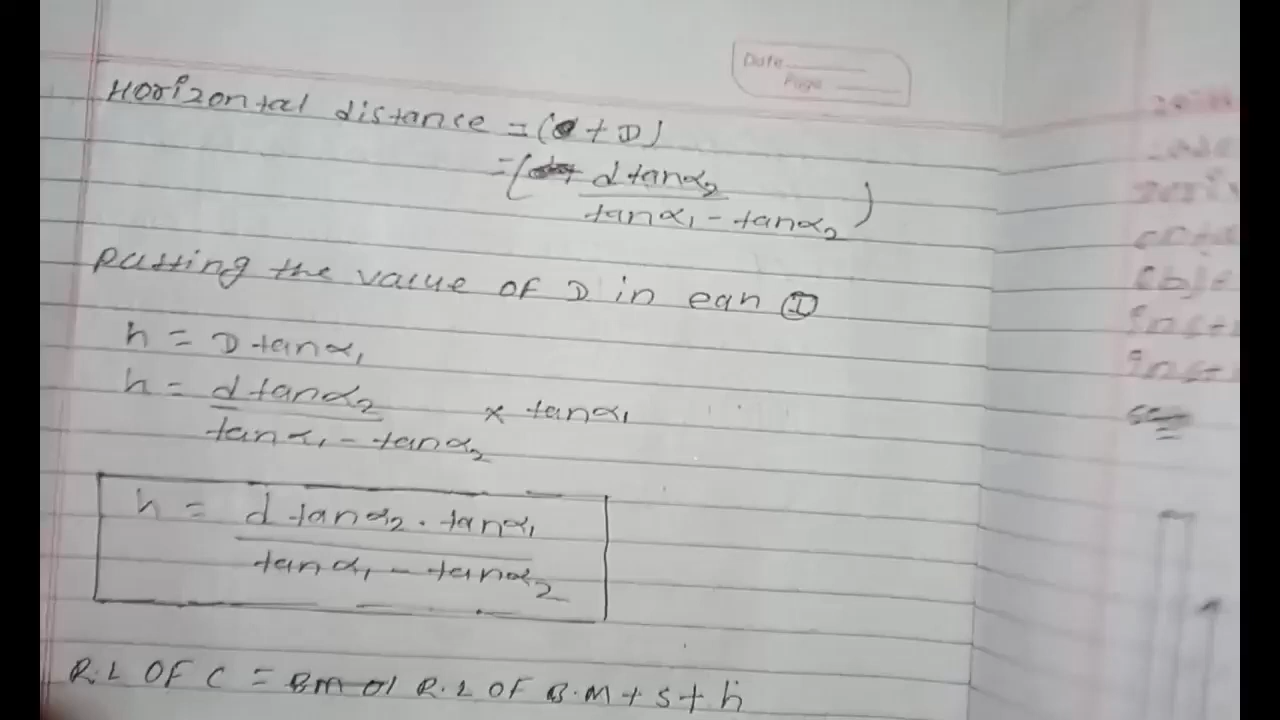 Date
Page
Horizontal distance = ( + D)
= ( d tanα2 / tanα1 - tanα2 )
Putting the value of D in eqn I
h = D tanα1
h = d tanα2 / tanα1 - tanα2 × tanα1
h = d tanα2 . tanα1 / tanα1 - tanα2
R.L OF C = R.L OF B.M + S + h